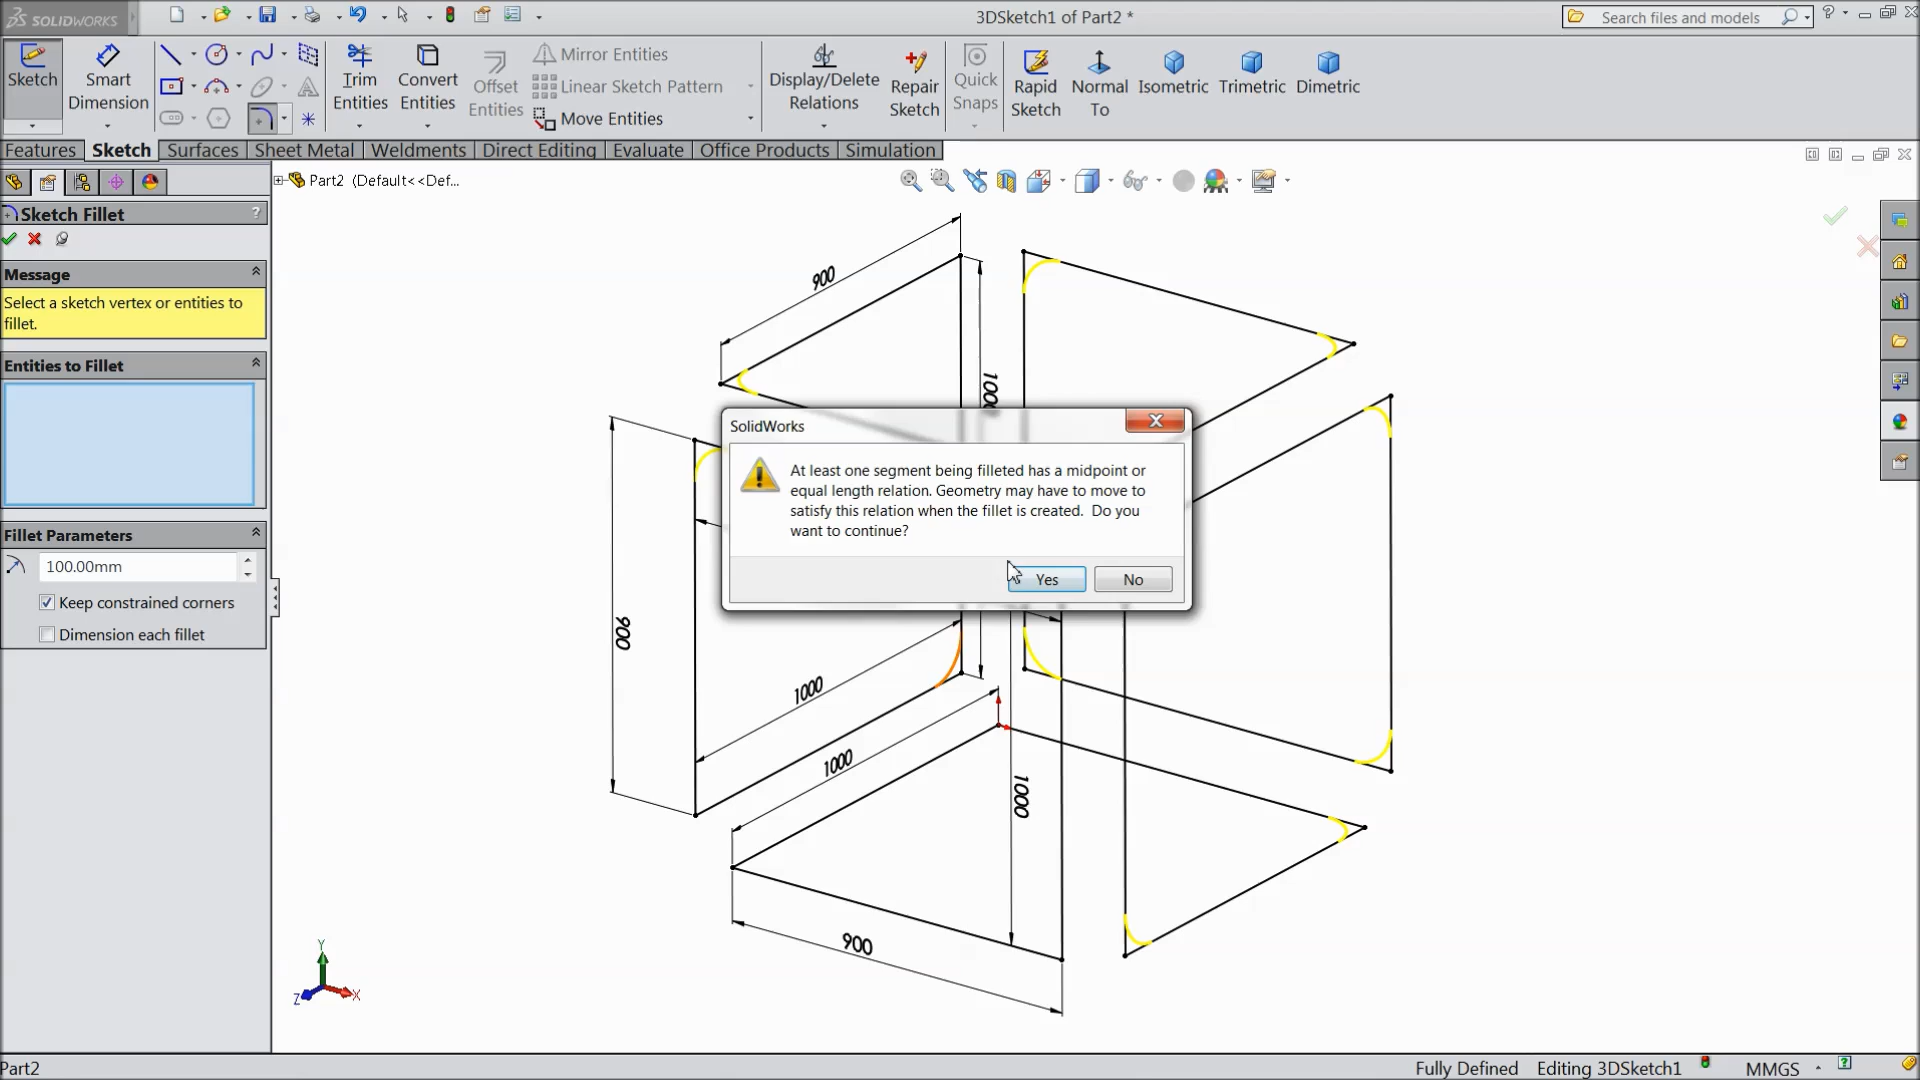 SOLIDWORKS
3DSketch1 of Part2 *
Search files and models
Sketch
Smart
Dimension
Trim
Entities
Convert
Entities
Offset
Entities
Mirror Entities
Linear Sketch Pattern
Move Entities
Display/Delete
Relations
Repair
Sketch
Quick
Snaps
Rapid
Sketch
Normal
To
Isometric
Trimetric
Dimetric
Features
Sketch
Surfaces
Sheet Metal
Weldments
Direct Editing
Evaluate
Office Products
Simulation
Part2 (Default<<Def...
Sketch Fillet
?
Message
Select a sketch vertex or entities to
fillet.
Entities to Fillet
Fillet Parameters
100.00mm
Keep constrained corners
Dimension each fillet
900
1000
SolidWorks
At least one segment being filleted has a midpoint or
equal length relation. Geometry may have to move to
satisfy this relation when the fillet is created. Do you
want to continue?
Yes
No
900
1000
1000
1000
900
Y
Z
X
Part2
Fully Defined
Editing 3DSketch1
MMGS